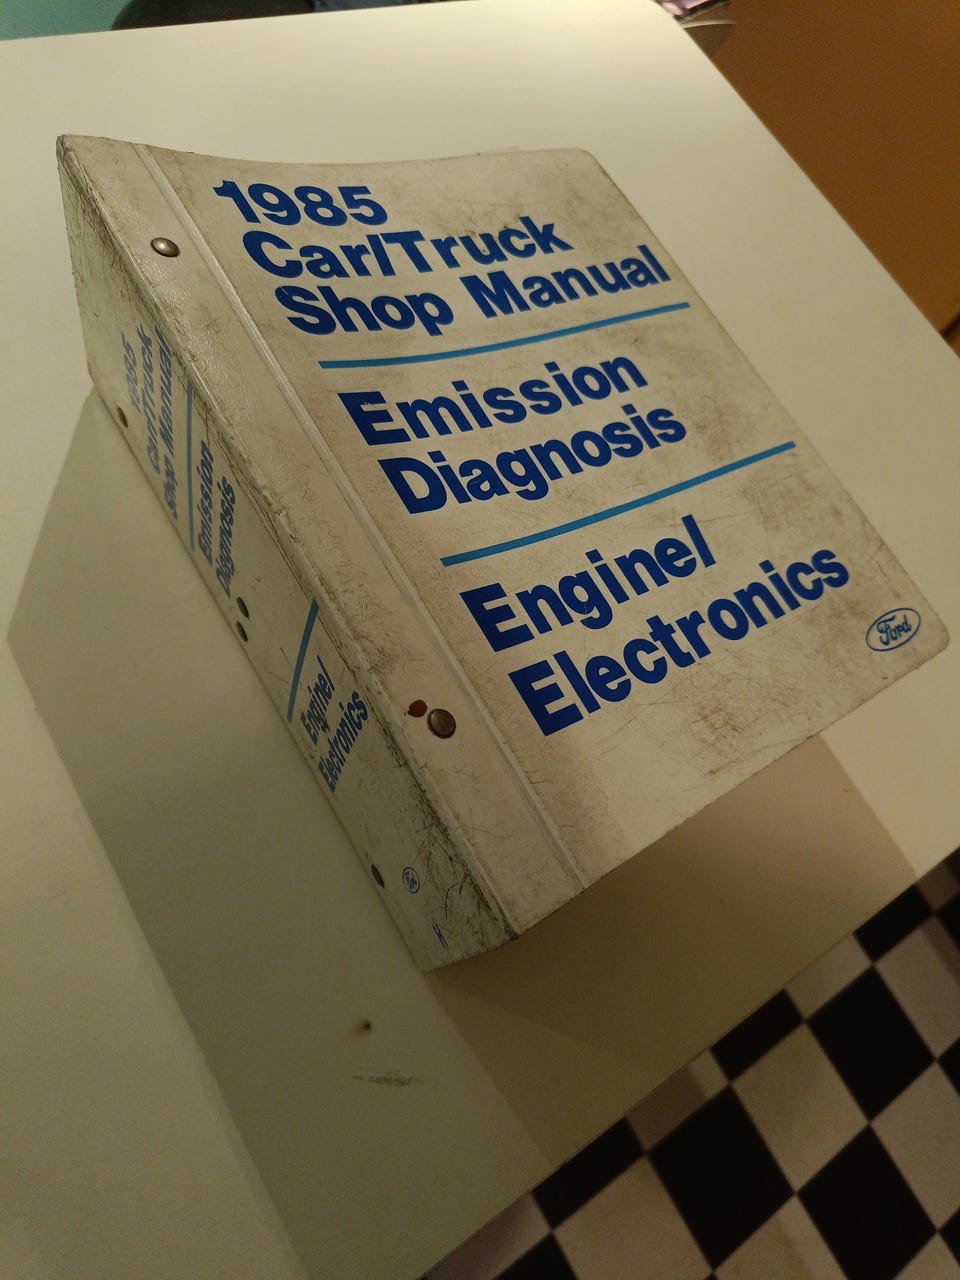 1985
Car/Truck
Shop Manual
Emission
Diagnosis
Engine/
Electronics
Ford
1985
Car/Truck
Shop Manual
Emission
Diagnosis
Engine/
Electronics
Ford
H